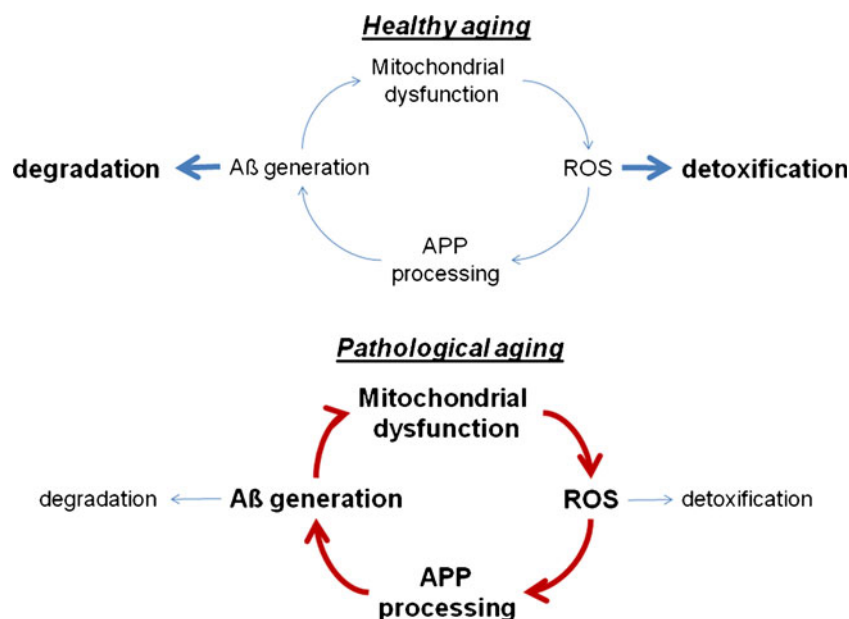 Healthy aging
Mitochondrial
dysfunction
degradation
Aß generation
ROS
detoxification
APP
processing
Pathological aging
Mitochondrial
dysfunction
degradation
Aß generation
ROS
detoxification
APP
processing